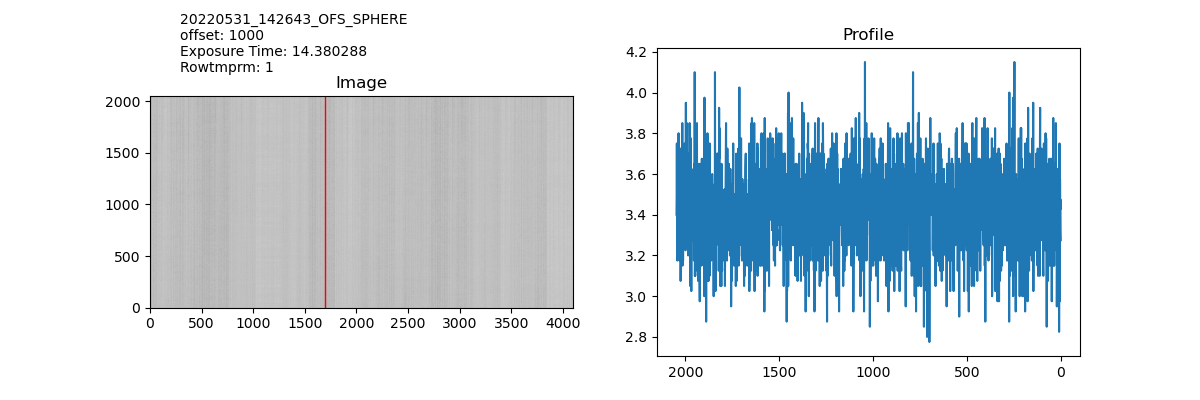 20220531_142643_OFS_SPHERE
offset: 1000
Exposure Time: 14.380288
Rowtmprm: 1
Image
2000
1500
1000
500
0
0 500 1000 1500 2000 2500 3000 3500 4000
Profile
4.2
4.0
3.8
3.6
3.4
3.2
3.0
2.8
2000 1500 1000 500 0